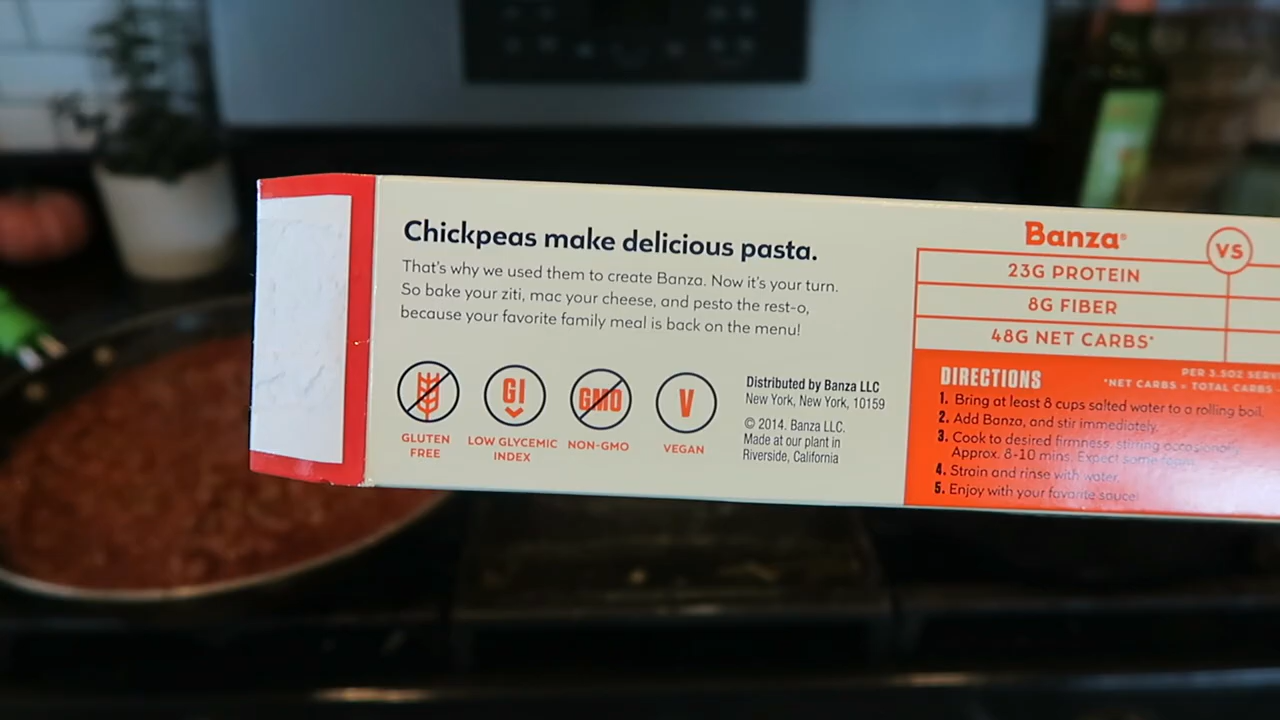 Chickpeas make delicious pasta.
That's why we used them to create Banza. Now it's your turn.
So bake your ziti, mac your cheese, and pesto the rest-o,
because your favorite family meal is back on the menu!
GLUTEN
FREE
GI
LOW GLYCEMIC
INDEX
GMO
NON-GMO
V
VEGAN
Distributed by Banza LLC
New York, New York, 10159
© 2014. Banza LLC.
Made at our plant in
Riverside, California
Banza®
VS
23G PROTEIN
8G FIBER
48G NET CARBS*
PER 3.5OZ
*NET CARBS = TOTAL CARBS
DIRECTIONS
1. Bring at least 8 cups salted water to a rolling boil.
2. Add Banza, and stir immediately.
3. Cook to desired firmness, stirring occasionally.
Approx. 8-10 mins. Expect some foam.
4. Strain and rinse with water.
5. Enjoy with your favorite sauce!